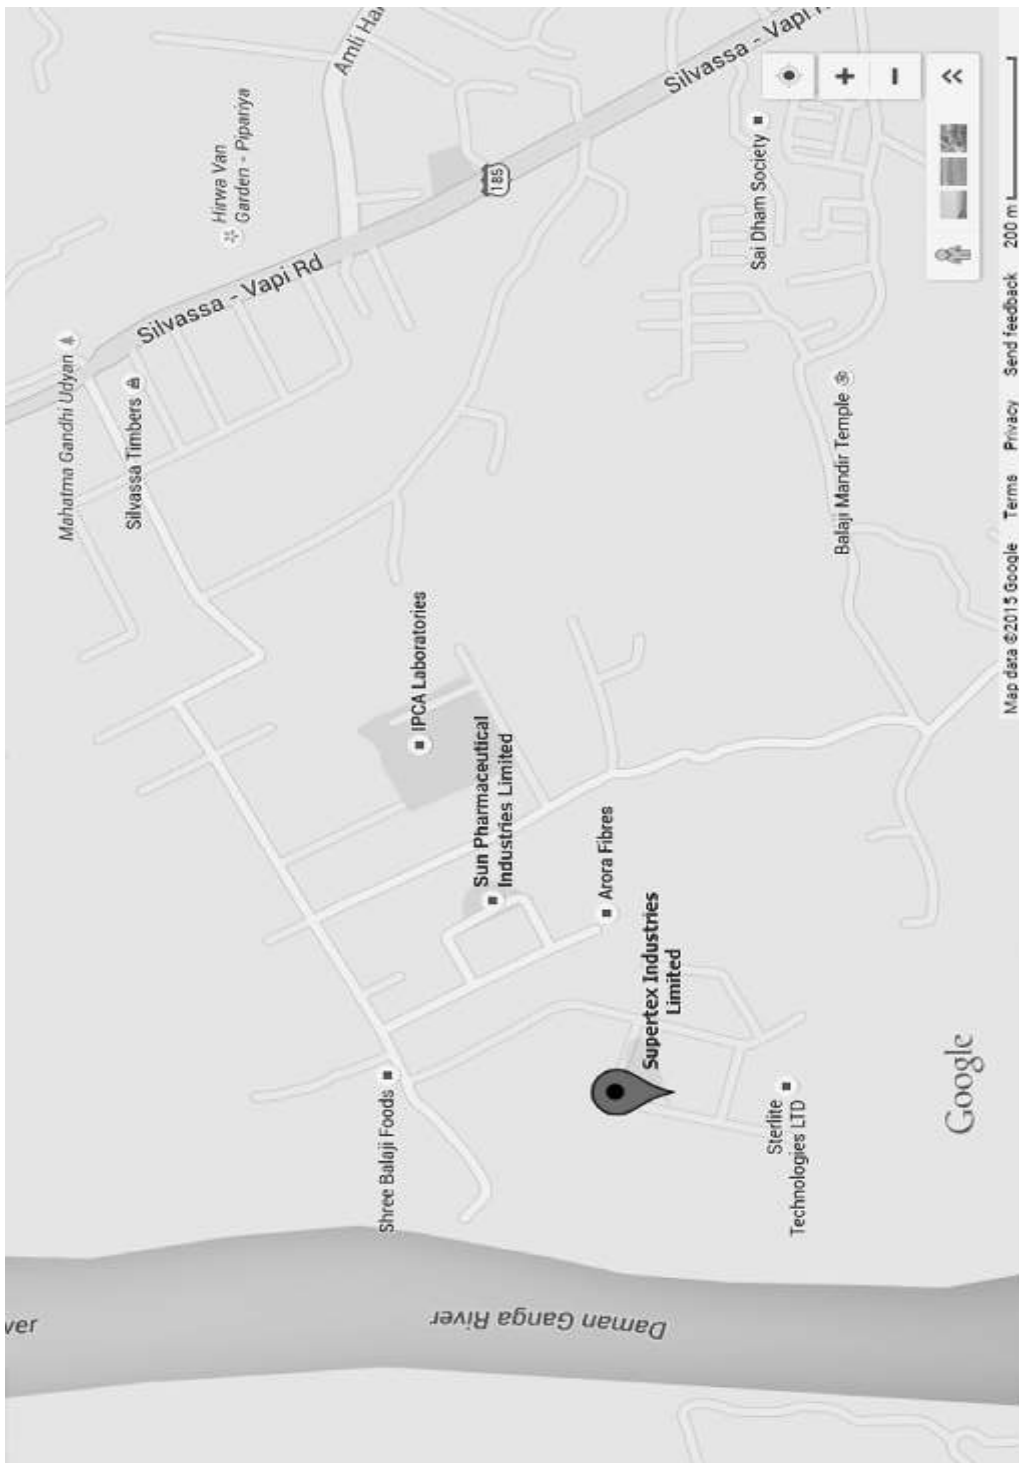 ver
Daman Ganga River
Shree Balaji Foods
Sterlite
Technologies LTD
Supertex Industries
Limited
Arora Fibres
Sun Pharmaceutical
Industries Limited
IPCA Laboratories
Silvassa Timbers
Mahatma Gandhi Udyan
Silvassa - Vapi Rd
Hirwa Van
Garden - Pipariya
Amli Ha
185
Silvassa - Vapi
Sai Dham Society
Balaji Mandir Temple
Google
Map data ©2015 Google Terms Privacy Send feedback 200 m